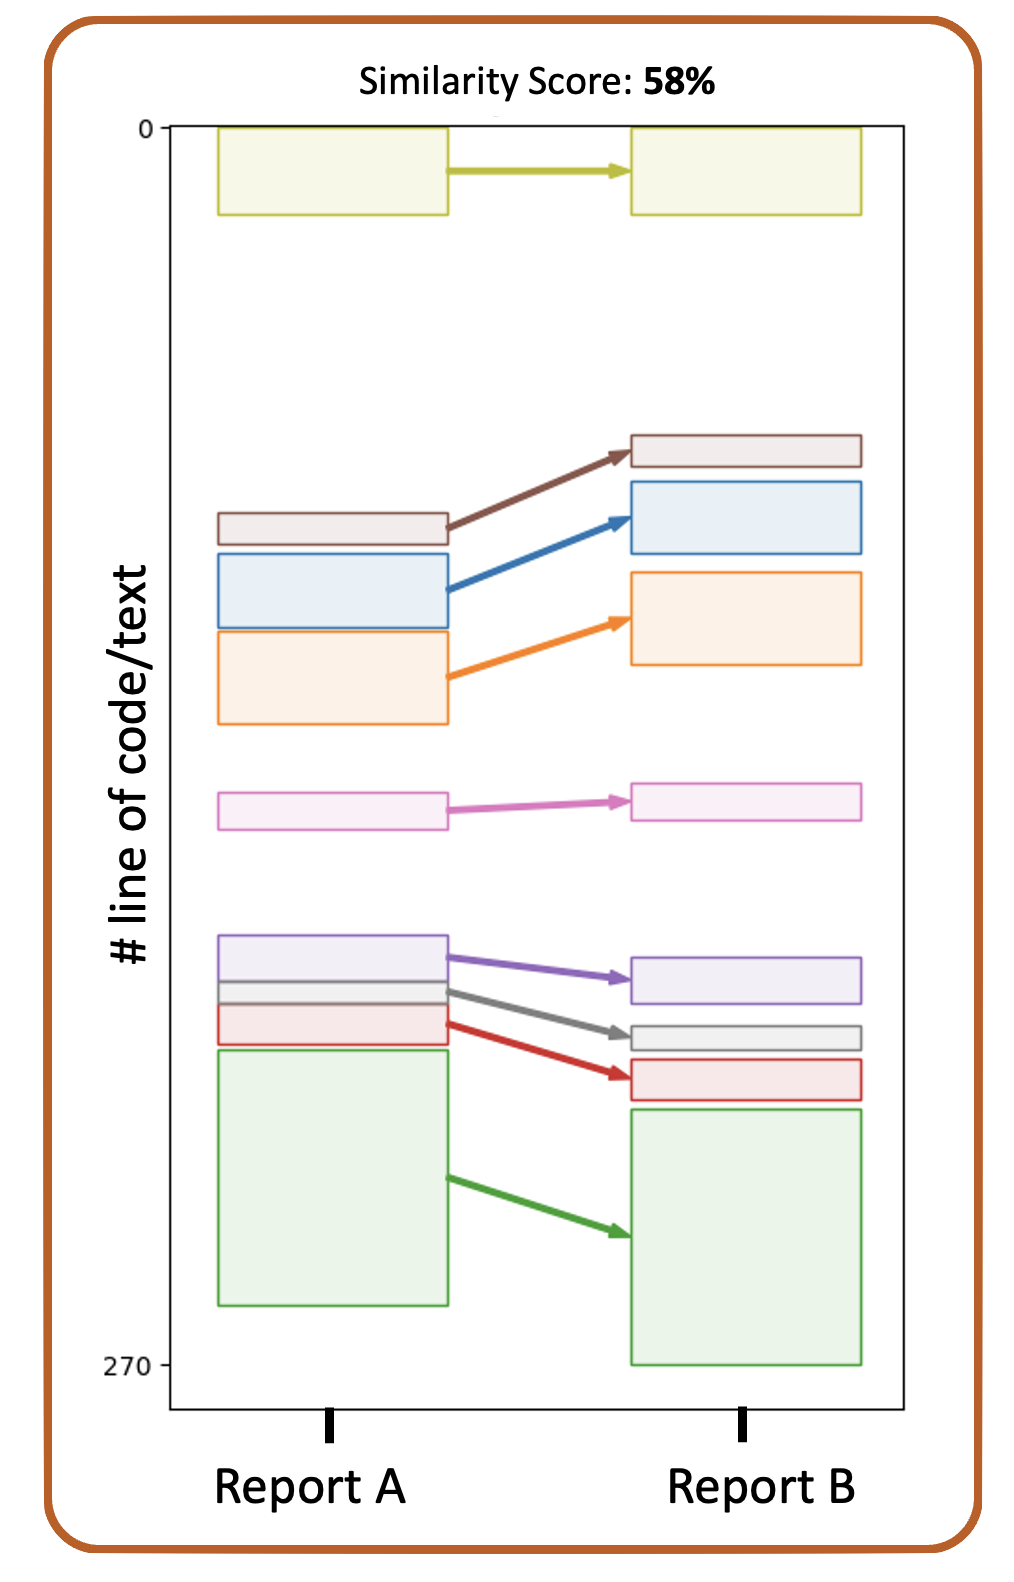 Similarity Score: 58%
0
# line of code/text
270
Report A
Report B